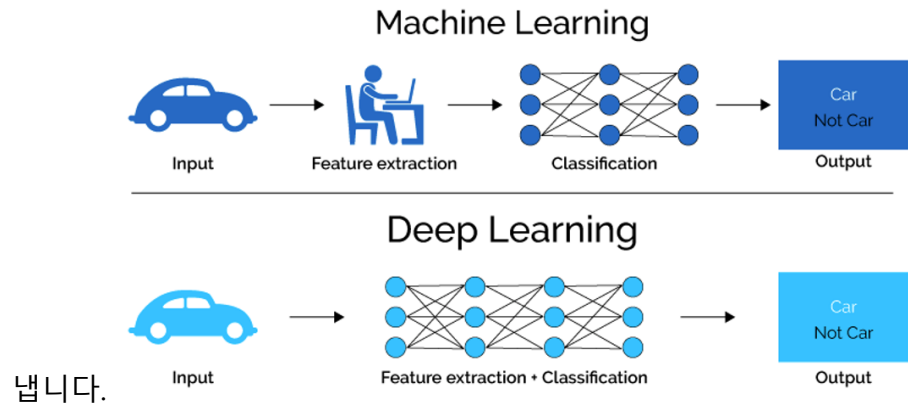 Machine Learning
Car
Not Car
Input
Feature extraction
Classification
Output
Deep Learning
Car
Not Car
Input
Feature extraction + Classification
Output
냅니다.